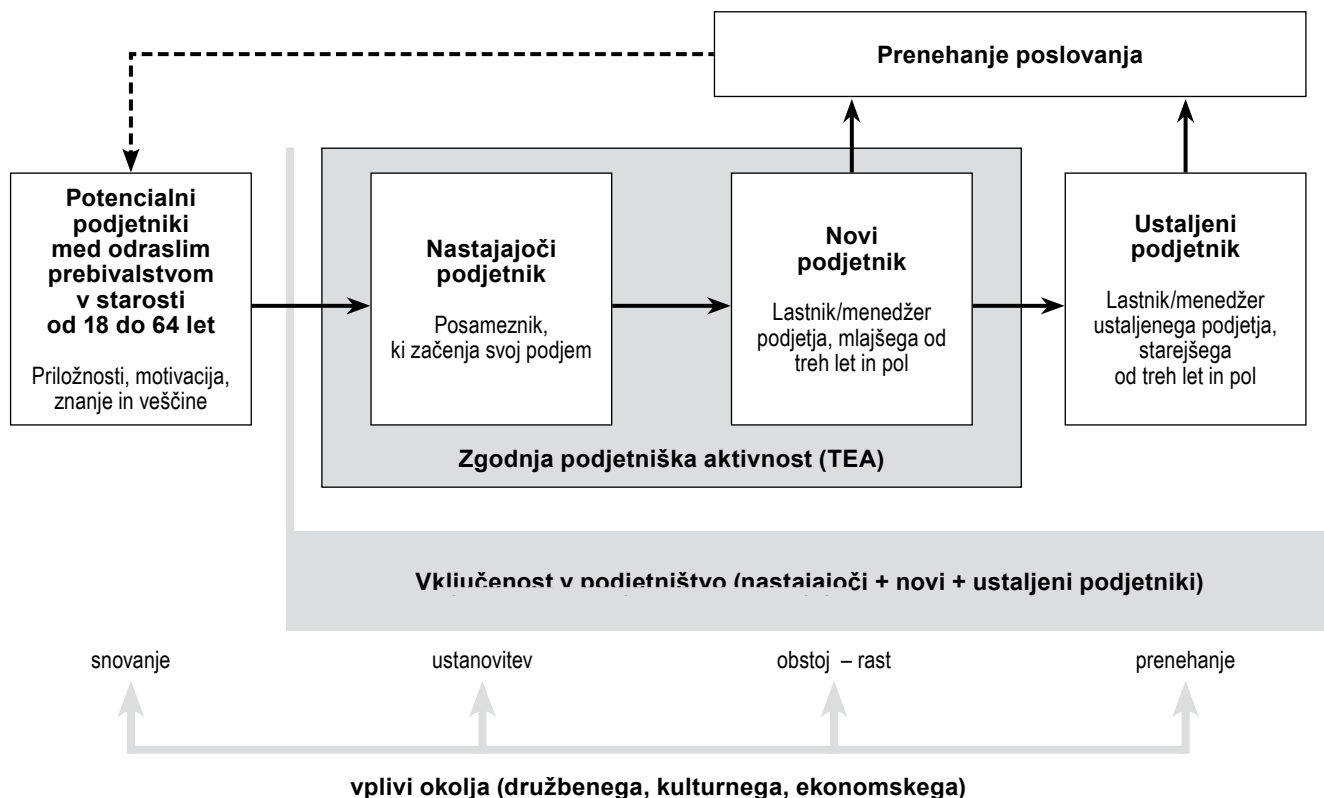 Prenehanje poslovanja
Potencialni
podjetniki
med odraslim
prebivalstvom
v starosti
od 18 do 64 let
Priložnosti, motivacija,
znanje in veščine
Nastajajoči
podjetnik
Posameznik,
ki začenja svoj podjem
Novi
podjetnik
Lastnik/menedžer
podjetja, mlajšega od
treh let in pol
Ustaljeni
podjetnik
Lastnik/menedžer
ustaljenega podjetja,
starejšega
od treh let in pol
Zgodnja podjetniška aktivnost (TEA)
Vključenost v podjetništvo (nastajajoči + novi + ustaljeni podjetniki)
snovanje
ustanovitev
obstoj – rast
prenehanje
vplivi okolja (družbenega, kulturnega, ekonomskega)